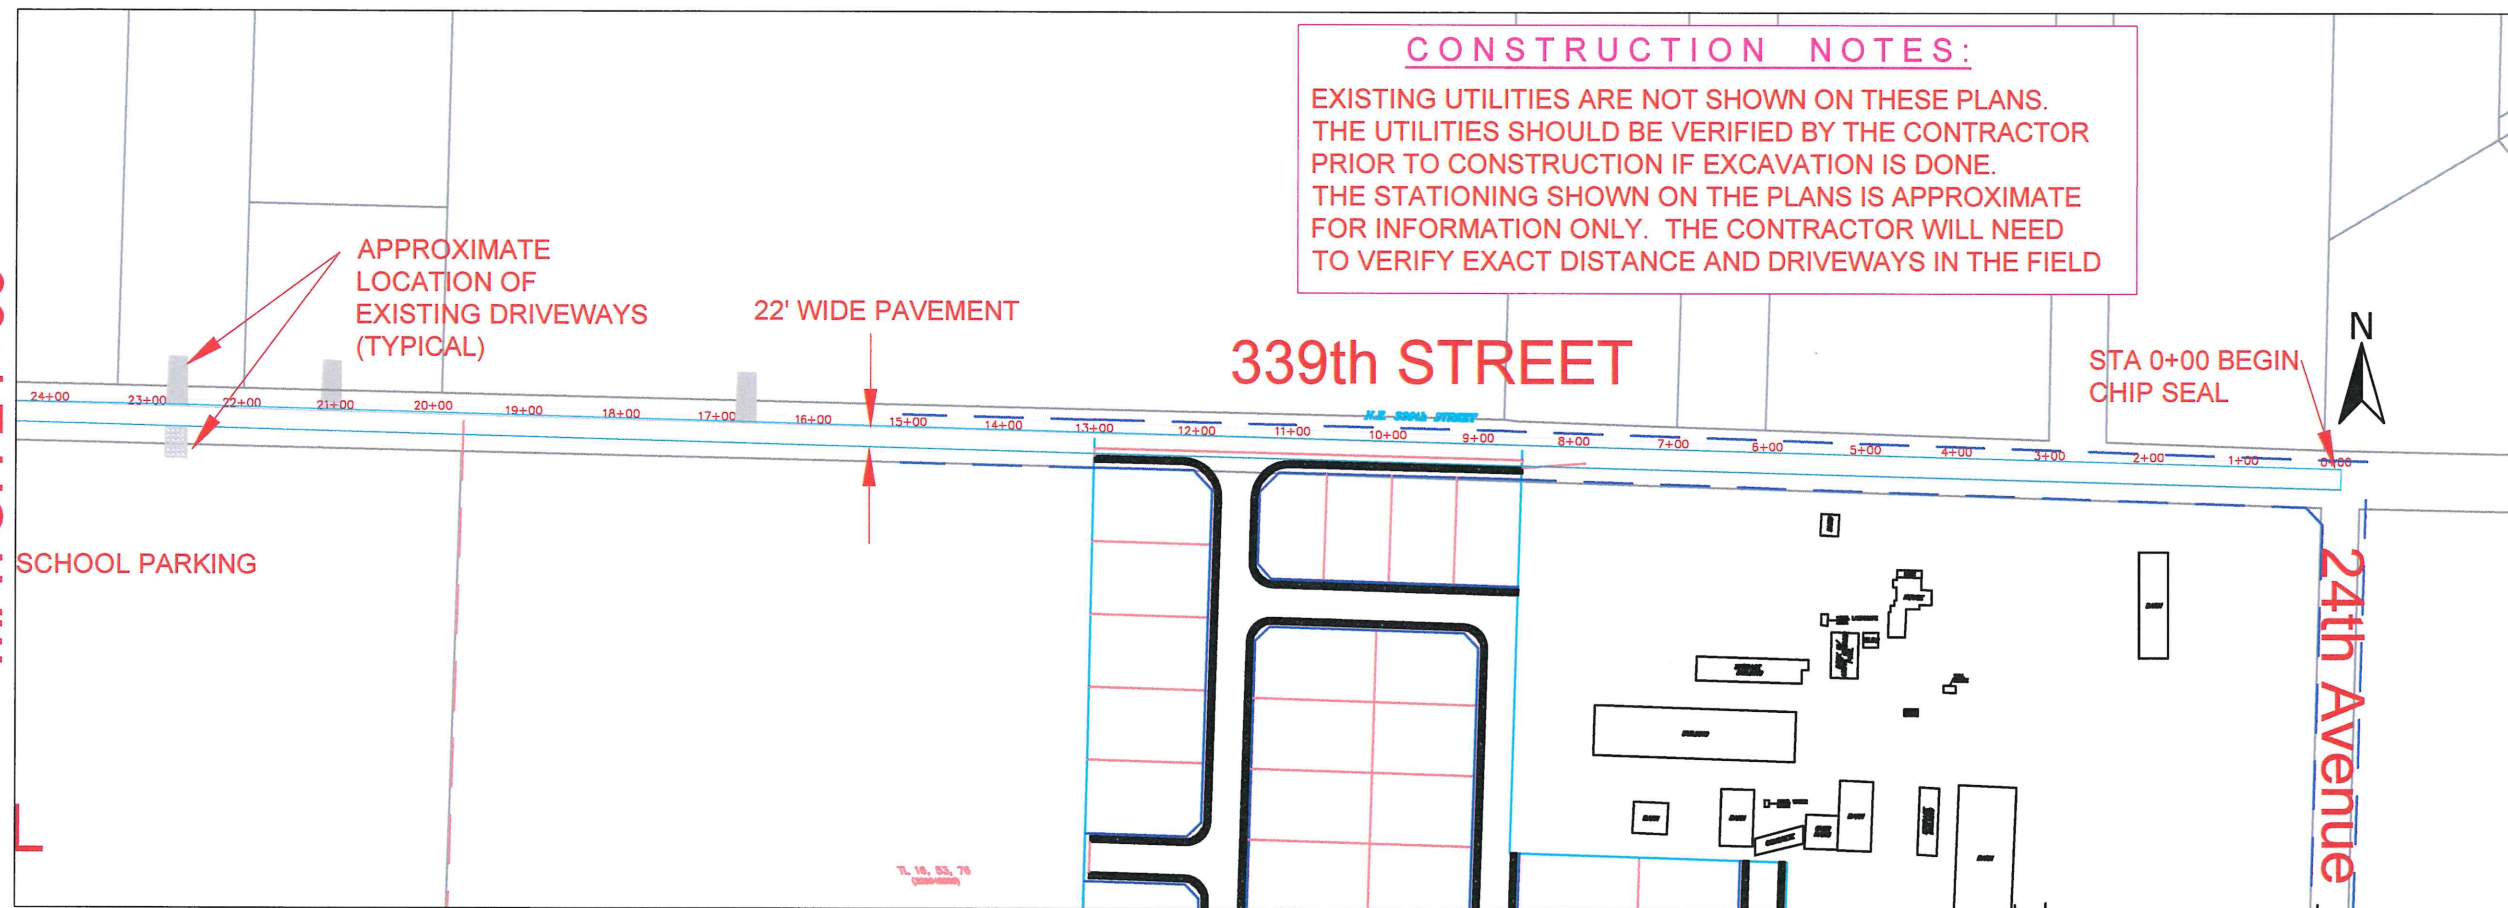 CONSTRUCTION NOTES:
EXISTING UTILITIES ARE NOT SHOWN ON THESE PLANS.
THE UTILITIES SHOULD BE VERIFIED BY THE CONTRACTOR
PRIOR TO CONSTRUCTION IF EXCAVATION IS DONE.
THE STATIONING SHOWN ON THE PLANS IS APPROXIMATE
FOR INFORMATION ONLY. THE CONTRACTOR WILL NEED
TO VERIFY EXACT DISTANCE AND DRIVEWAYS IN THE FIELD
APPROXIMATE
LOCATION OF
EXISTING DRIVEWAYS
(TYPICAL)
22' WIDE PAVEMENT
339th STREET
N
STA 0+00 BEGIN
CHIP SEAL
24+00 23+00 22+00 21+00 20+00 19+00 18+00 17+00 16+00 15+00 14+00 13+00 12+00 11+00 10+00 9+00 8+00 7+00 6+00 5+00 4+00 3+00 2+00 1+00 0+00
N.E. 339th STREET
SCHOOL PARKING
24th Avenue
TL 16, 53, 76
L